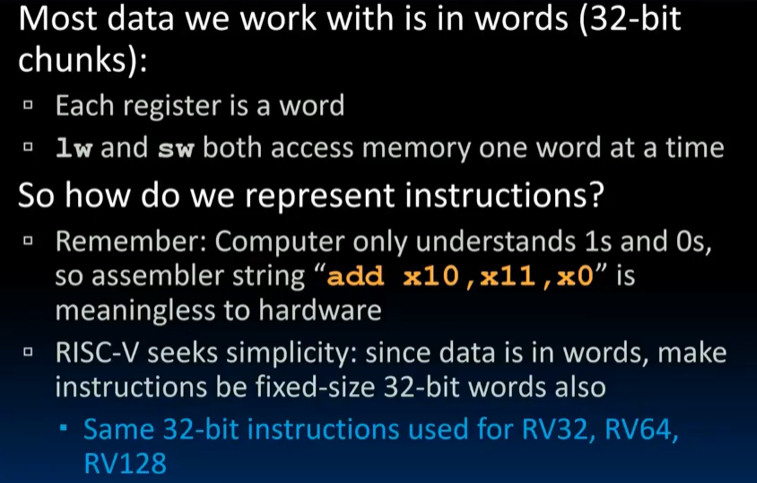 Most data we work with is in words (32-bit
chunks):
▫ Each register is a word
▫ lw and sw both access memory one word at a time
So how do we represent instructions?
▫ Remember: Computer only understands 1s and 0s,
so assembler string “add x10,x11,x0” is
meaningless to hardware
▫ RISC-V seeks simplicity: since data is in words, make
instructions be fixed-size 32-bit words also
▪ Same 32-bit instructions used for RV32, RV64,
RV128